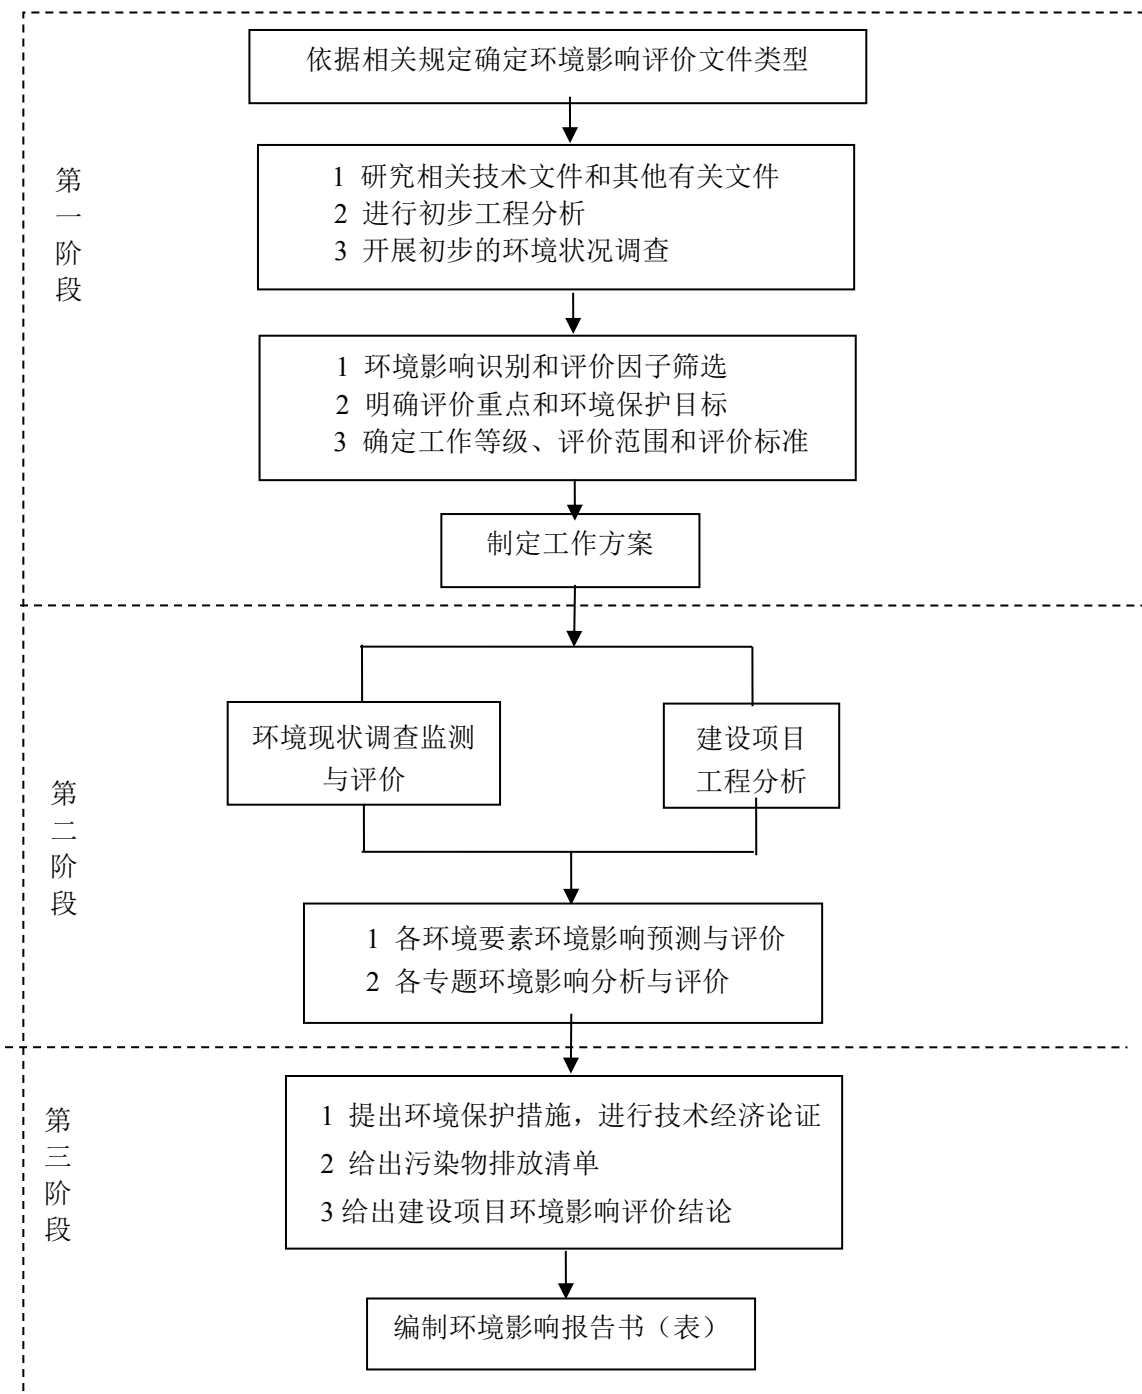 依据相关规定确定环境影响评价文件类型
第一阶段
1 研究相关技术文件和其他有关文件
2 进行初步工程分析
3 开展初步的环境状况调查
1 环境影响识别和评价因子筛选
2 明确评价重点和环境保护目标
3 确定工作等级、评价范围和评价标准
制定工作方案
第二阶段
环境现状调查监测
与评价
建设项目
工程分析
1 各环境要素环境影响预测与评价
2 各专题环境影响分析与评价
第三阶段
1 提出环境保护措施，进行技术经济论证
2 给出污染物排放清单
3 给出建设项目环境影响评价结论
编制环境影响报告书（表）